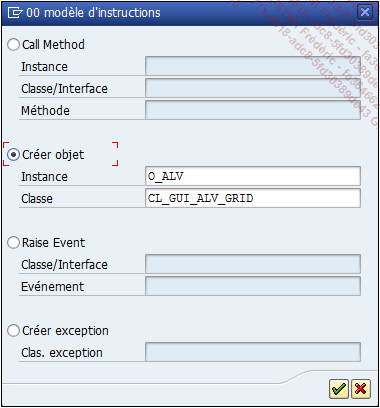 00 modèle d'instructions
Call Method
Instance
Classe/Interface
Méthode
Créer objet
Instance O_ALV
Classe CL_GUI_ALV_GRID
Raise Event
Classe/Interface
Evénement
Créer exception
Clas. exception